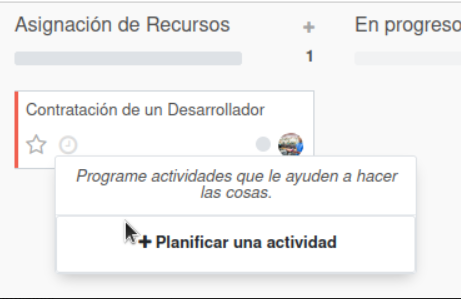 Asignación de Recursos + En progreso
1
Contratación de un Desarrollador
Programe actividades que le ayuden a hacer
las cosas.
+ Planificar una actividad